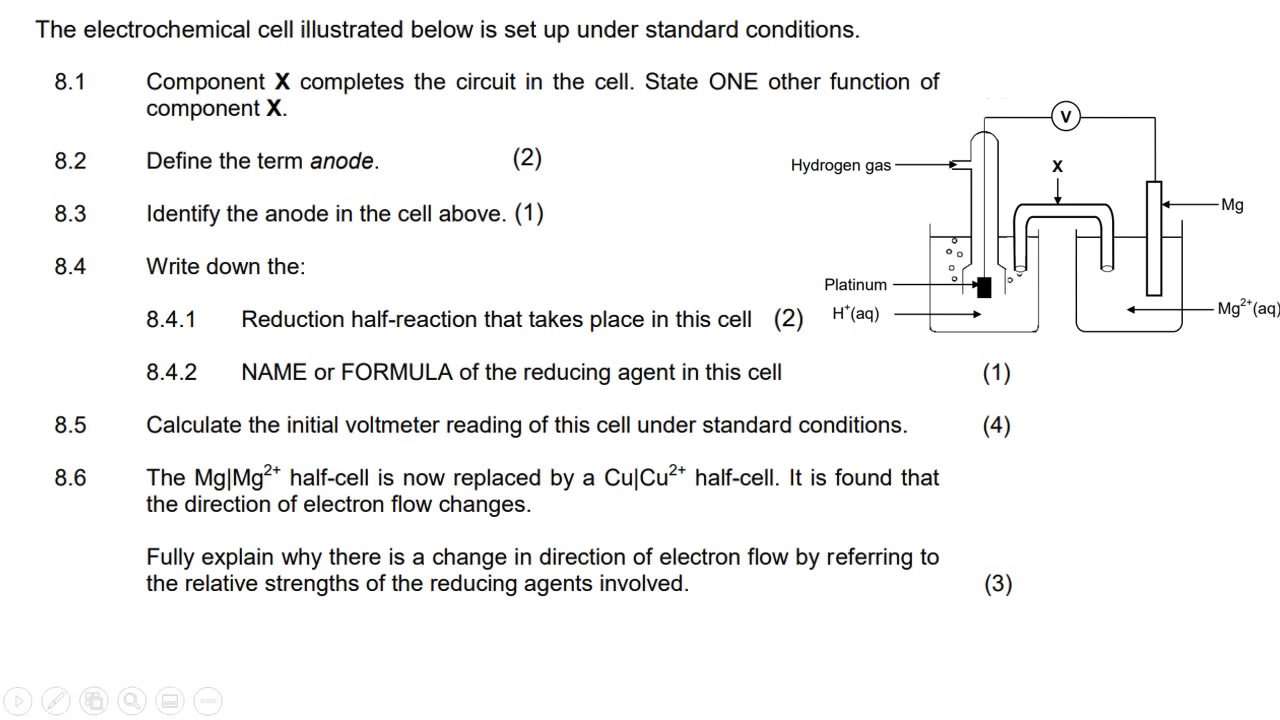 The electrochemical cell illustrated below is set up under standard conditions.
8.1 Component X completes the circuit in the cell. State ONE other function of
component X.
8.2 Define the term anode. (2)
8.3 Identify the anode in the cell above. (1)
8.4 Write down the:
8.4.1 Reduction half-reaction that takes place in this cell (2)
8.4.2 NAME or FORMULA of the reducing agent in this cell (1)
8.5 Calculate the initial voltmeter reading of this cell under standard conditions. (4)
8.6 The Mg|Mg²⁺ half-cell is now replaced by a Cu|Cu²⁺ half-cell. It is found that
the direction of electron flow changes.
Fully explain why there is a change in direction of electron flow by referring to
the relative strengths of the reducing agents involved. (3)
V
Hydrogen gas
X
Mg
Platinum
H⁺(aq)
Mg²⁺(aq)